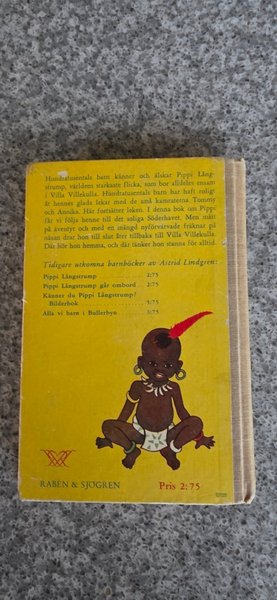 Hundratusentals barn känner och älskar Pippi Lång-
strump, världens starkaste flicka, som bor alldeles ensam
i Villa Villekulla. Hundratusentals barn har haft roligt
åt hennes glada lekar med de små kamraterna Tommy
och Annika. Här fortsätter leken. I denna bok om Pippi
får vi följa henne till det soliga Söderhavet. Men mätt
på äventyr och med en mängd nyförvärvade fräknar på
näsan drar hon till slut åter tillbaka till Villa Villekulla.
Där hör hon hemma, och där tänker hon stanna för alltid.
Tidigare utkomna barnböcker av Astrid Lindgren:
Pippi Långstrump .......... 2:75
Pippi Långstrump går ombord .. 2:75
Känner du Pippi Långstrump?
Bilderbok .......... 3:75
Alla vi barn i Bullerbyn .......... 3:75
RABÉN & SJÖGREN Pris 2:75